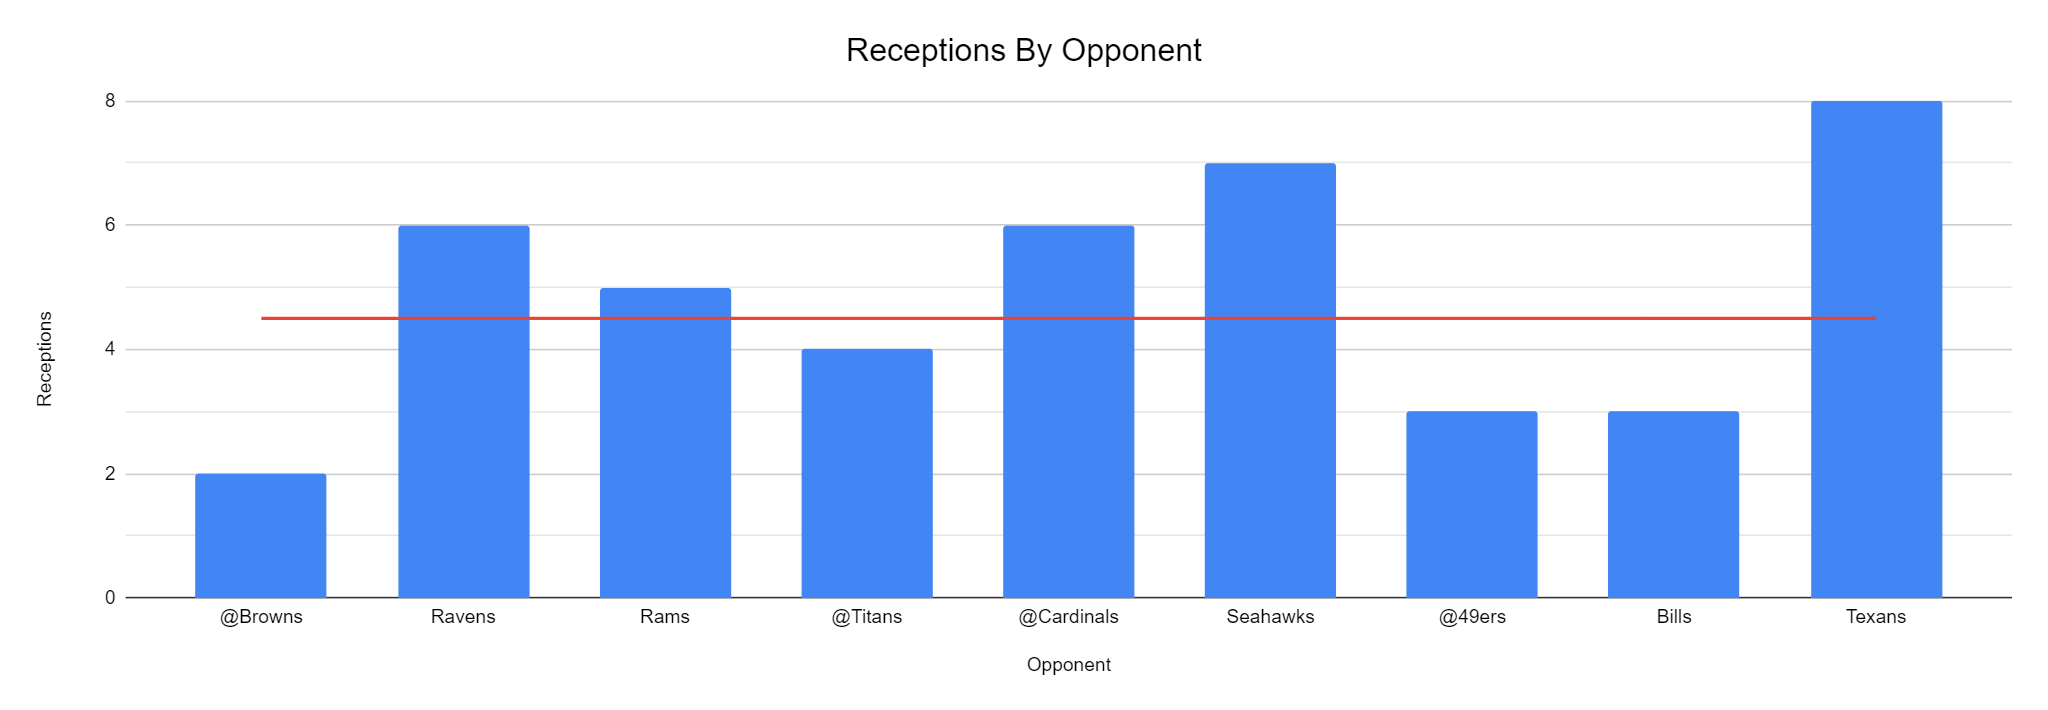 Receptions By Opponent
8
6
4
2
0
Receptions
@Browns Ravens Rams @Titans @Cardinals Seahawks @49ers Bills Texans
Opponent